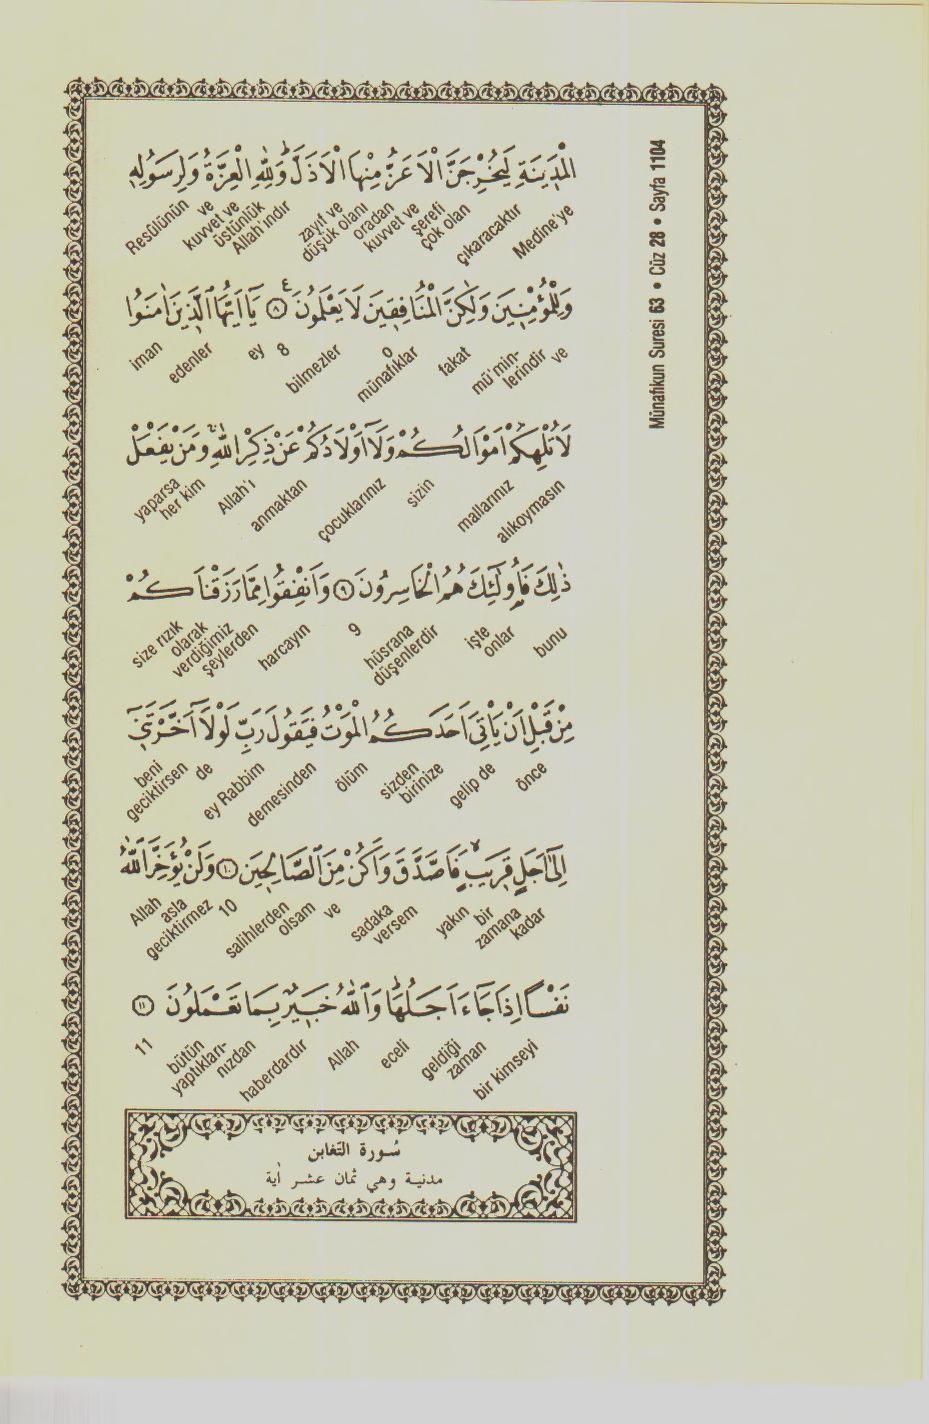 Münafikun Suresi 63 • Cüz 28 • Sayfa 1104
الْمَدِينَةِ لَيُخْرِجَنَّ الْاَعَزُّ مِنْهَا الْاَذَلَّ وَلِلّٰهِ الْعِزَّةُ وَلِرَسُولِهِ
Medine'ye çıkaracaktır şerefi çok olan kuvvet ve oradan zayıf ve düşük olanı Allah'ındır üstünlük kuvvet ve ve Resûlünün
وَلِلْمُؤْمِنِينَ وَلٰكِنَّ الْمُنَافِقِينَ لَا يَعْلَمُونَ ﴿٨﴾ يَٓا اَيُّهَا الَّذِينَ اٰمَنُوا
ve mü'min-lerindir fakat o münafıklar bilmezler 8 ey edenler iman
لَا تُلْهِكُمْ اَمْوَالُكُمْ وَلَٓا اَوْلَادُكُمْ عَنْ ذِكْرِ اللّٰهِ وَمَنْ يَفْعَلْ
alıkoymasın mallarınız sizin çocuklarınız anmaktan Allah'ı her kim yaparsa
ذٰلِكَ فَاُولٰٓئِكَ هُمُ الْخَاسِرُونَ ﴿٩﴾ وَاَنْفِقُوا مِمَّا رَزَقْنَاكُمْ
bunu işte onlar hüsrana düşenlerdir 9 harcayın size rızık olarak verdiğimiz şeylerden
مِنْ قَبْلِ اَنْ يَأْتِيَ اَحَدَكُمُ الْمَوْتُ فَيَقُولَ رَبِّ لَوْلَٓا اَخَّرْتَنِٓي
önce gelip de sizden birinize ölüm demesinden ey Rabbim de beni geciktirsen
اِلٰٓى اَجَلٍ قَرِيبٍ فَاَصَّدَّقَ وَاَكُنْ مِنَ الصَّالِحِينَ ﴿١٠﴾ وَلَنْ يُؤَخِّرَ اللّٰهُ
bir zamana kadar yakın sadaka versem ve olsam salihlerden 10 asla geciktirmez Allah
نَفْسًا اِذَا جَٓاءَ اَجَلُهَا وَاللّٰهُ خَبِيرٌ بِمَا تَعْمَلُونَ ﴿١١﴾
bir kimseyi geldiği zaman eceli Allah haberdardır bütün yaptıkları-nızdan 11
سُورة التغابن
مدنية وهي ثمان عشر اٰية